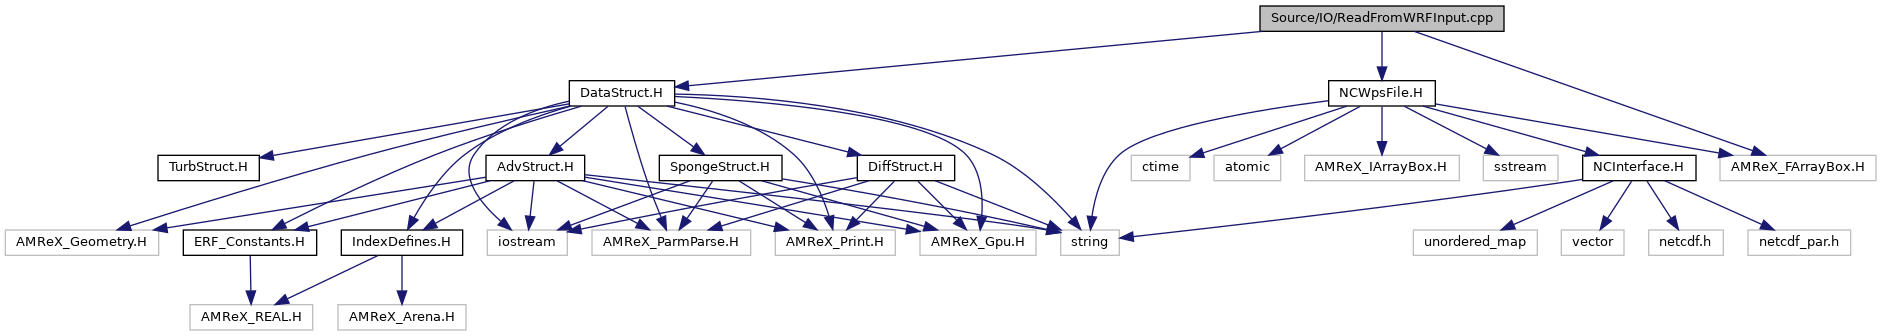 Source/IO/ReadFromWRFInput.cpp
DataStruct.H
NCWpsFile.H
TurbStruct.H
AdvStruct.H
SpongeStruct.H
DiffStruct.H
ctime
atomic
AMReX_IArrayBox.H
sstream
NCInterface.H
AMReX_FArrayBox.H
AMReX_Geometry.H
ERF_Constants.H
IndexDefines.H
iostream
AMReX_ParmParse.H
AMReX_Print.H
AMReX_Gpu.H
string
unordered_map
vector
netcdf.h
netcdf_par.h
AMReX_REAL.H
AMReX_Arena.H